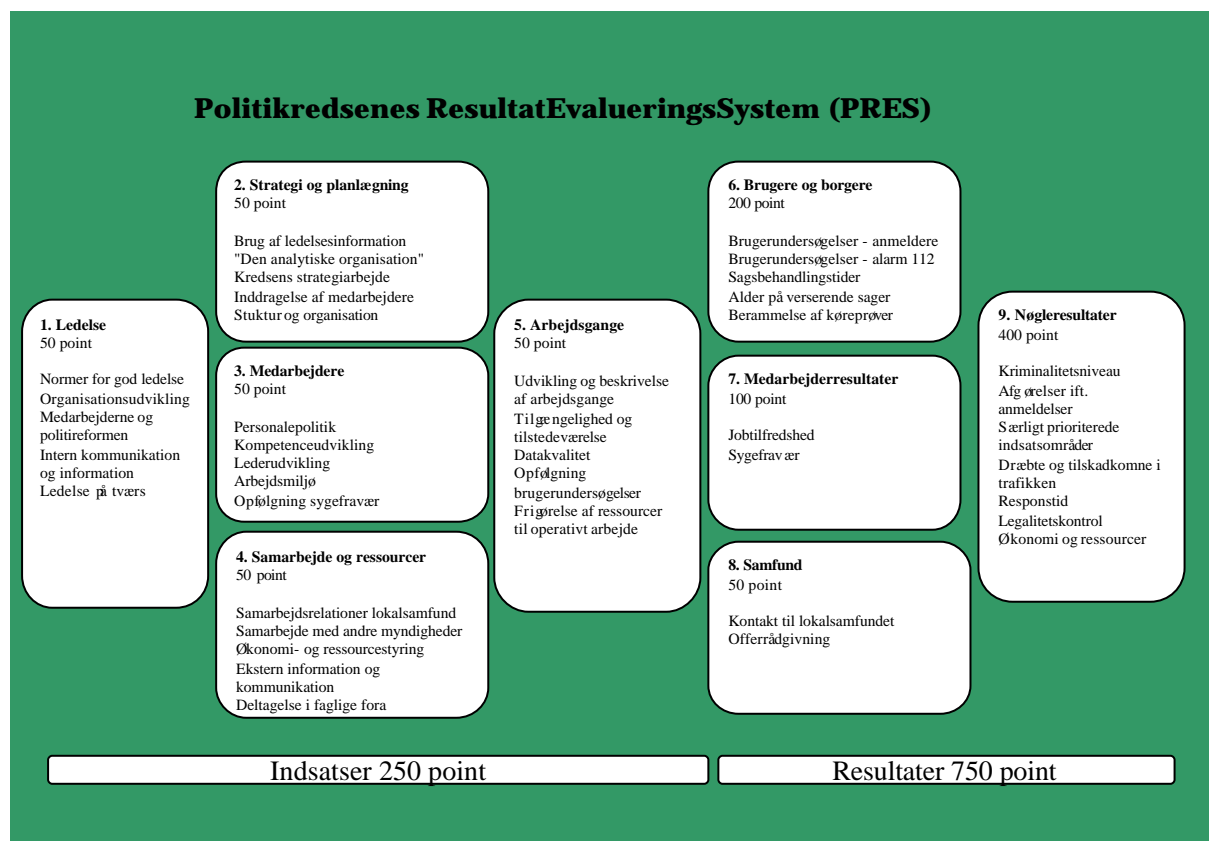 Politikredsenes ResultatEvalueringsSystem (PRES)
1. Ledelse
50 point
Normer for god ledelse
Organisationsudvikling
Medarbejderne og
politireformen
Intern kommunikation
og information
Ledelse på tværs
2. Strategi og planlægning
50 point
Brug af ledelsesinformation
"Den analytiske organisation"
Kredsens strategiarbejde
Inddragelse af medarbejdere
Stuktur og organisation
3. Medarbejdere
50 point
Personalepolitik
Kompetenceudvikling
Lederudvikling
Arbejdsmiljø
Opfølgning sygefravær
4. Samarbejde og ressourcer
50 point
Samarbejdsrelationer lokalsamfund
Samarbejde med andre myndigheder
Økonomi- og ressourcestyring
Ekstern information og
kommunikation
Deltagelse i faglige fora
5. Arbejdsgange
50 point
Udvikling og beskrivelse
af arbejdsgange
Tilgængelighed og
tilstedeværelse
Datakvalitet
Opfølgning
brugerundersøgelser
Frigørelse af ressourcer
til operativt arbejde
6. Brugere og borgere
200 point
Brugerundersøgelser - anmeldere
Brugerundersøgelser - alarm 112
Sagsbehandlingstider
Alder på verserende sager
Berammelse af køreprøver
7. Medarbejderresultater
100 point
Jobtilfredshed
Sygefravær
8. Samfund
50 point
Kontakt til lokalsamfundet
Offerrådgivning
9. Nøgleresultater
400 point
Kriminalitetsniveau
Afgørelser ift.
anmeldelser
Særligt prioriterede
indsatsområder
Dræbte og tilskadkomne i
trafikken
Responstid
Legalitetskontrol
Økonomi og ressourcer
Indsatser 250 point
Resultater 750 point